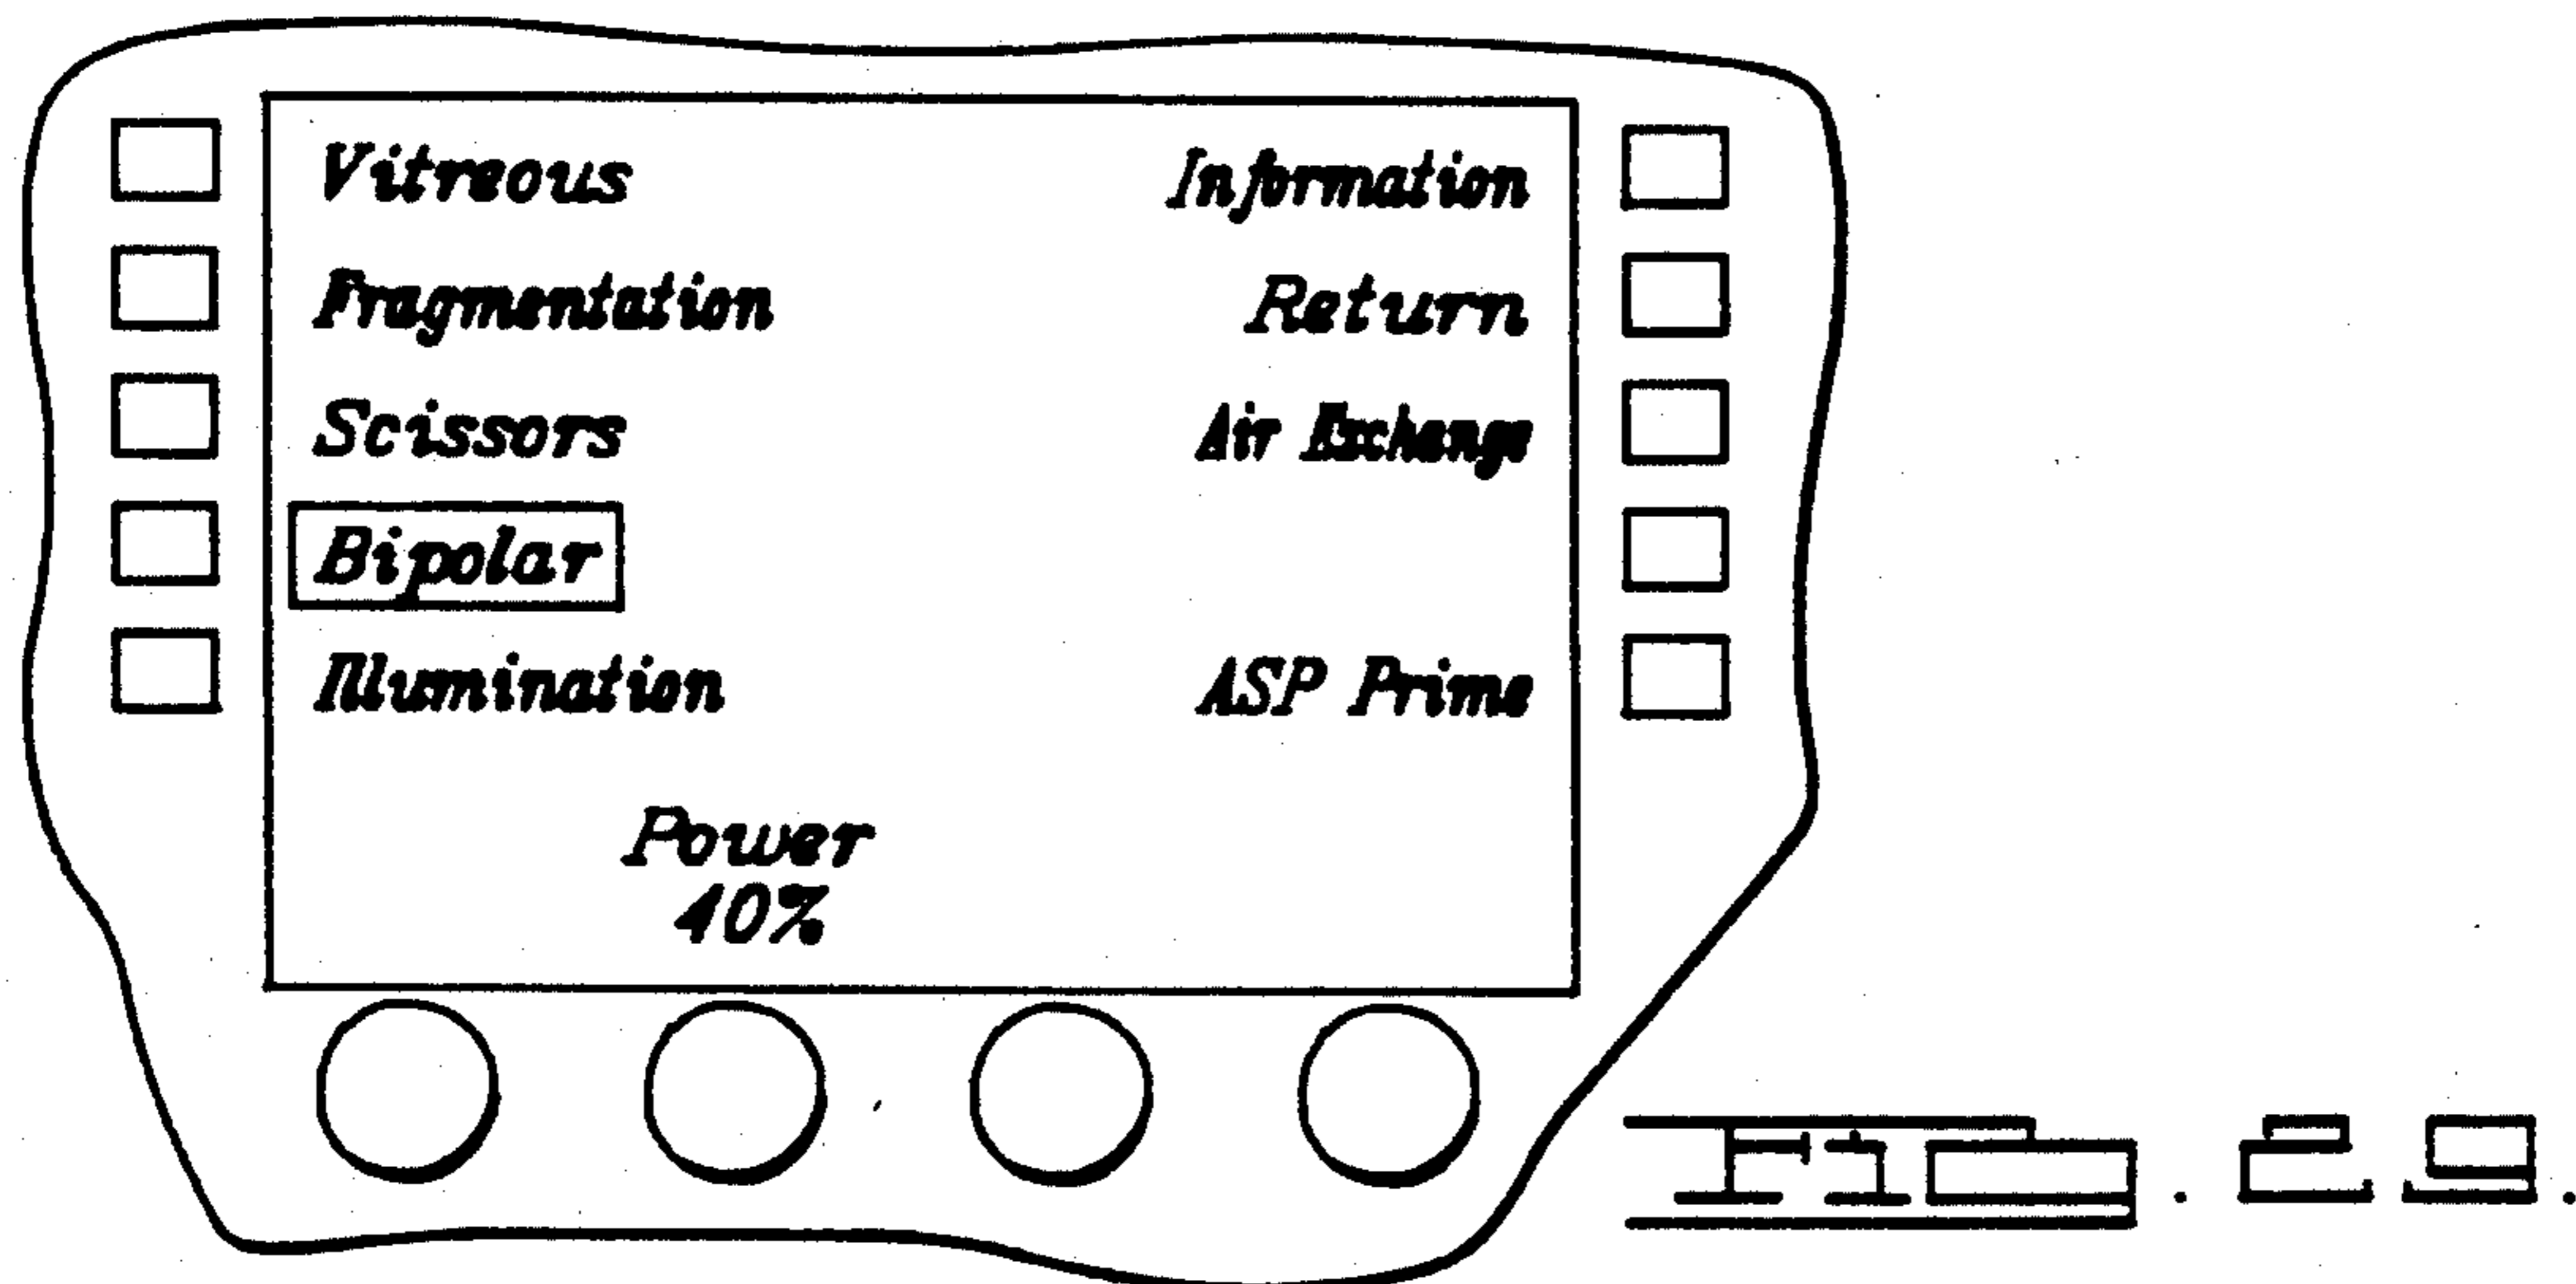 Vitreous Information
Fragmentation Return
Scissors Air Exchange
Bipolar
Illumination ASP Prime
Power
40%
Fig. 29.